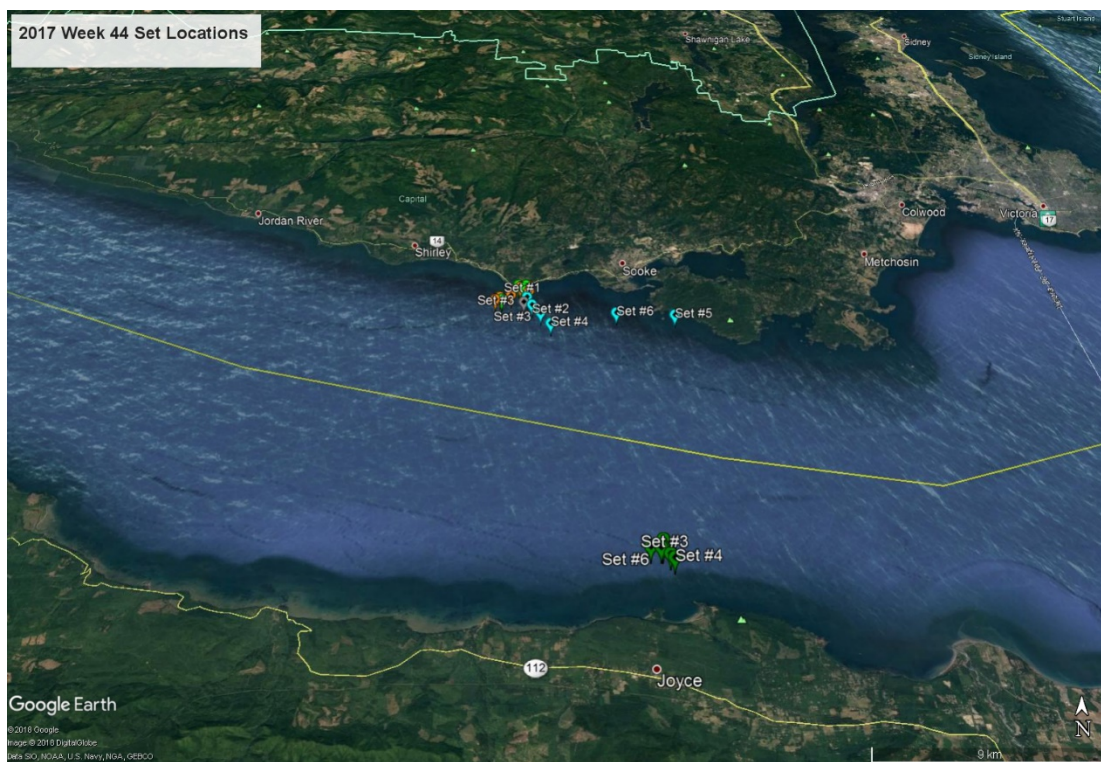 2017 Week 44 Set Locations
Stuart Island
Shawnigan Lake
Sidney
Sidney Island
Capital
Jordan River
Colwood
Victoria
17
14
Shirley
Metchosin
Sooke
Set #1
Set #3
Set #2
Set #6
Set #5
Set #3
Set #4
Set #3
Set #6
Set #4
112
Joyce
Google Earth
©2018 Google
Image © 2018 DigitalGlobe
Data SIO, NOAA, U.S. Navy, NGA, GEBCO
N
9 km